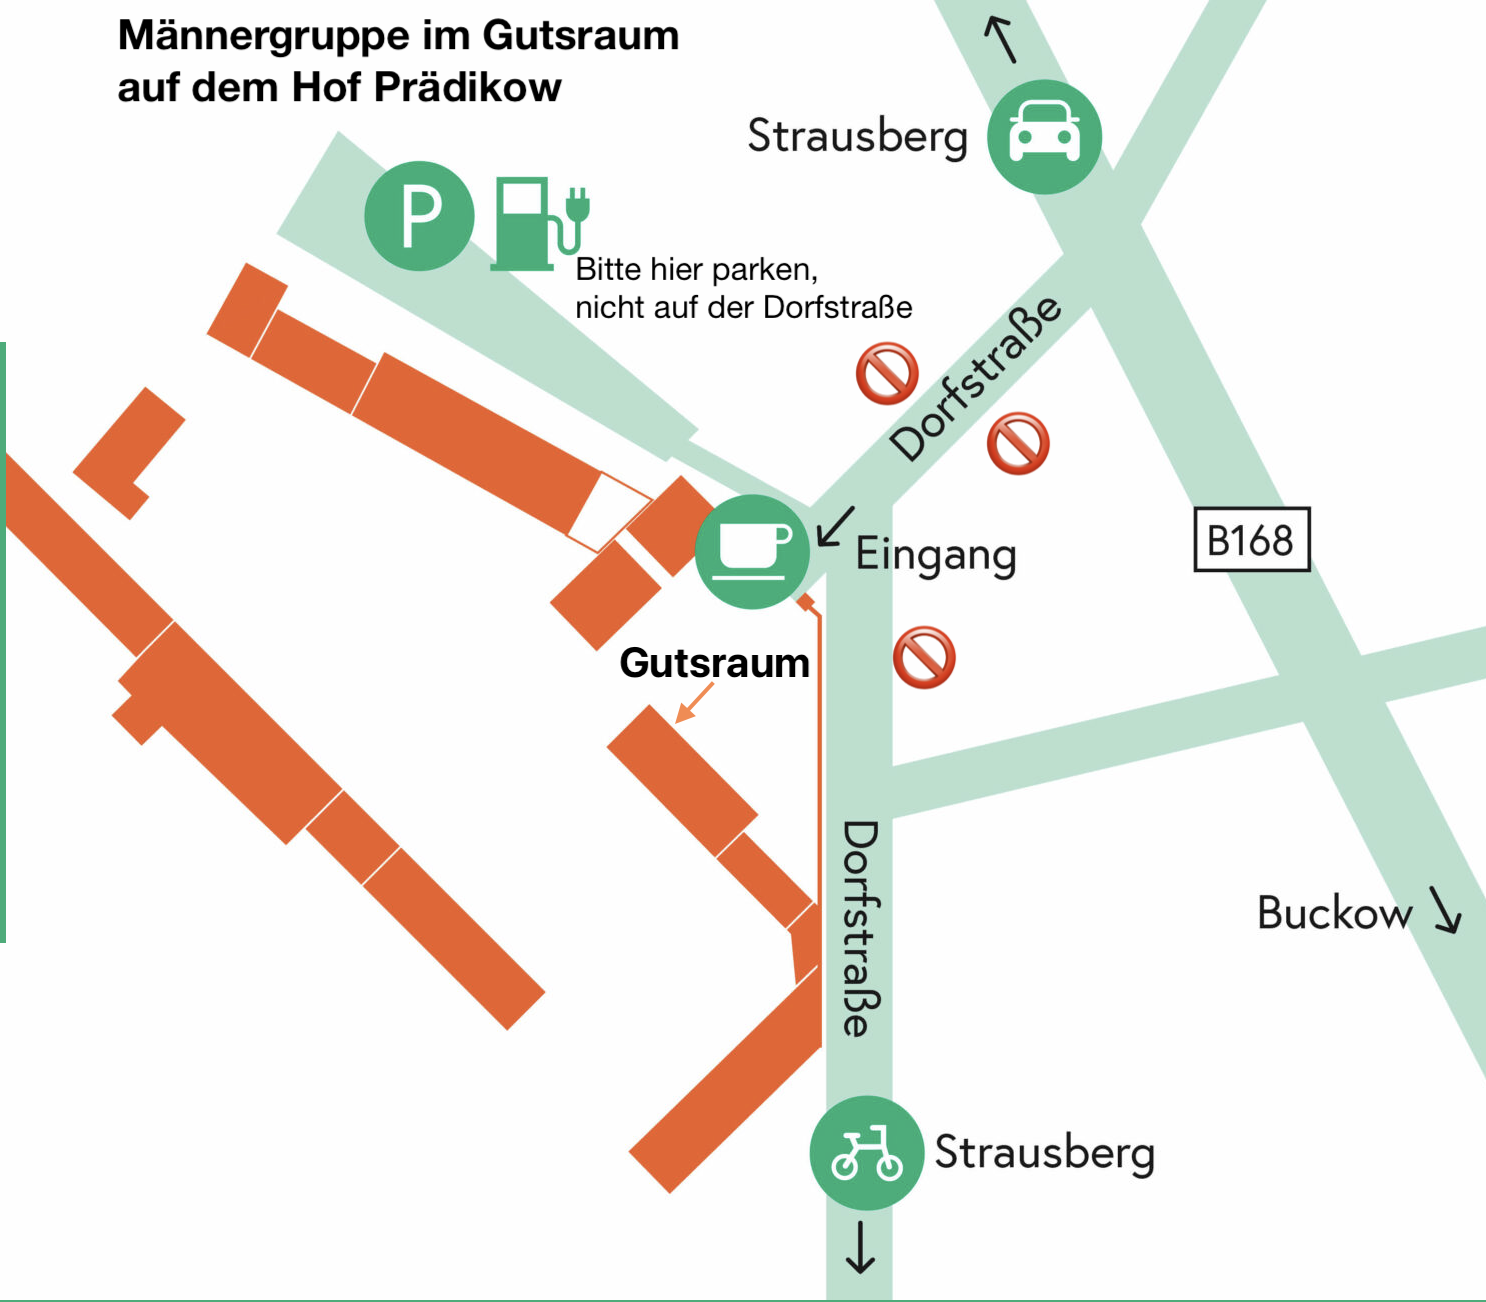 Männergruppe im Gutsraum
auf dem Hof Prädikow
Strausberg
P
Bitte hier parken,
nicht auf der Dorfstraße
Dorfstraße
Eingang
B168
Gutsraum
Dorfstraße
Buckow
Strausberg